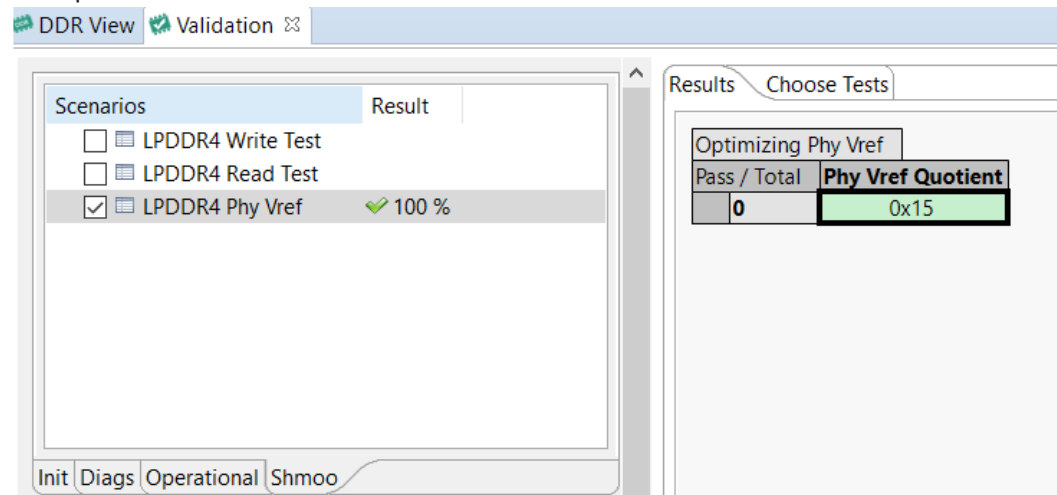 DDR View Validation
Scenarios Result
LPDDR4 Write Test
LPDDR4 Read Test
LPDDR4 Phy Vref 100 %
Init Diags Operational Shmoo
Results Choose Tests
Optimizing Phy Vref
Pass / Total Phy Vref Quotient
0 0x15